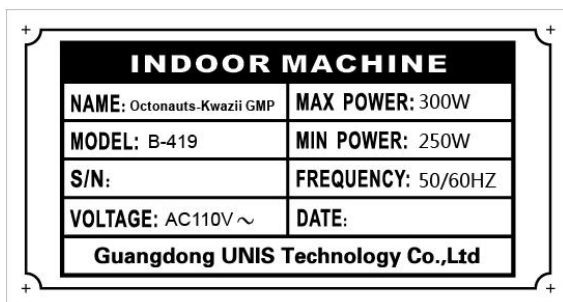 INDOOR MACHINE
NAME: Octonauts-Kwazii GMP MAX POWER: 300W
MODEL: B-419 MIN POWER: 250W
S/N: FREQUENCY: 50/60HZ
VOLTAGE: AC110V～ DATE:
Guangdong UNIS Technology Co.,Ltd